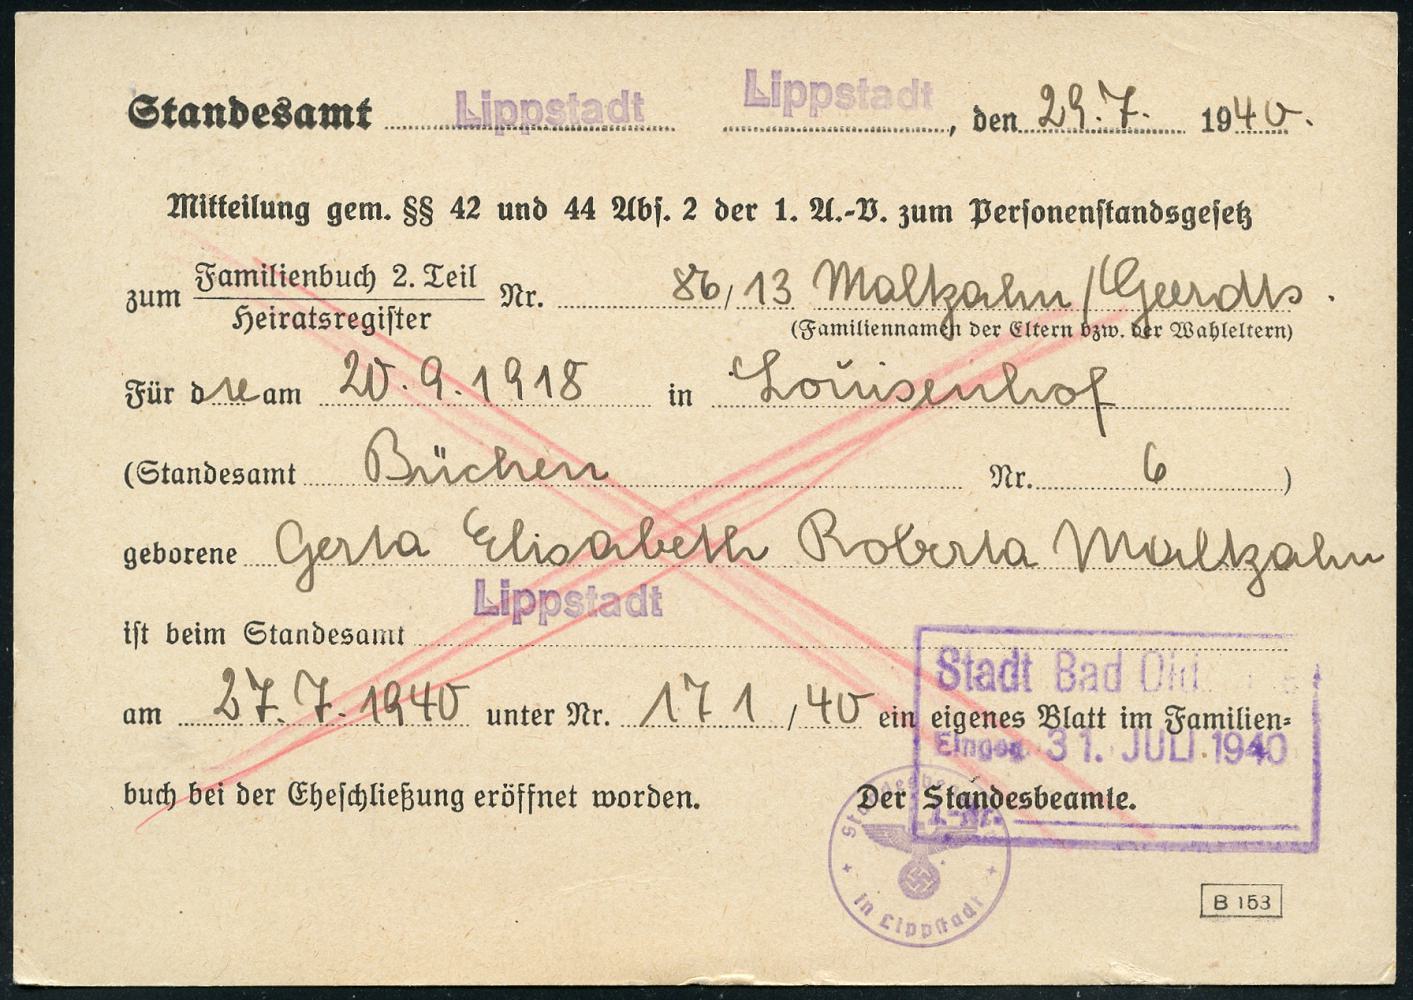 Standesamt Lippstadt Lippstadt, den 29.7. 1940.
Mitteilung gem. §§ 42 und 44 Abs. 2 der 1. A.-V. zum Personenstandsgesetz
zum Familienbuch 2. Teil Nr. 86/13 Maltzahn/Geerdts.
Heiratsregister (Familiennamen der Eltern bzw. der Wahleltern)
Für die am 20.9.1918 in Louisenhof
(Standesamt Büchen Nr. 6)
geborene Gerta Elisabeth Roberta Maltzahn
ist beim Standesamt Lippstadt
Stadt Bad
am 27.7.1940 unter Nr. 171/40 ein eigenes Blatt im Familien=
Eingeg. 31. JULI 1940
buch bei der Eheschließung eröffnet worden. Der Standesbeamte.
J.-Nr.
in Lippstadt
B 153